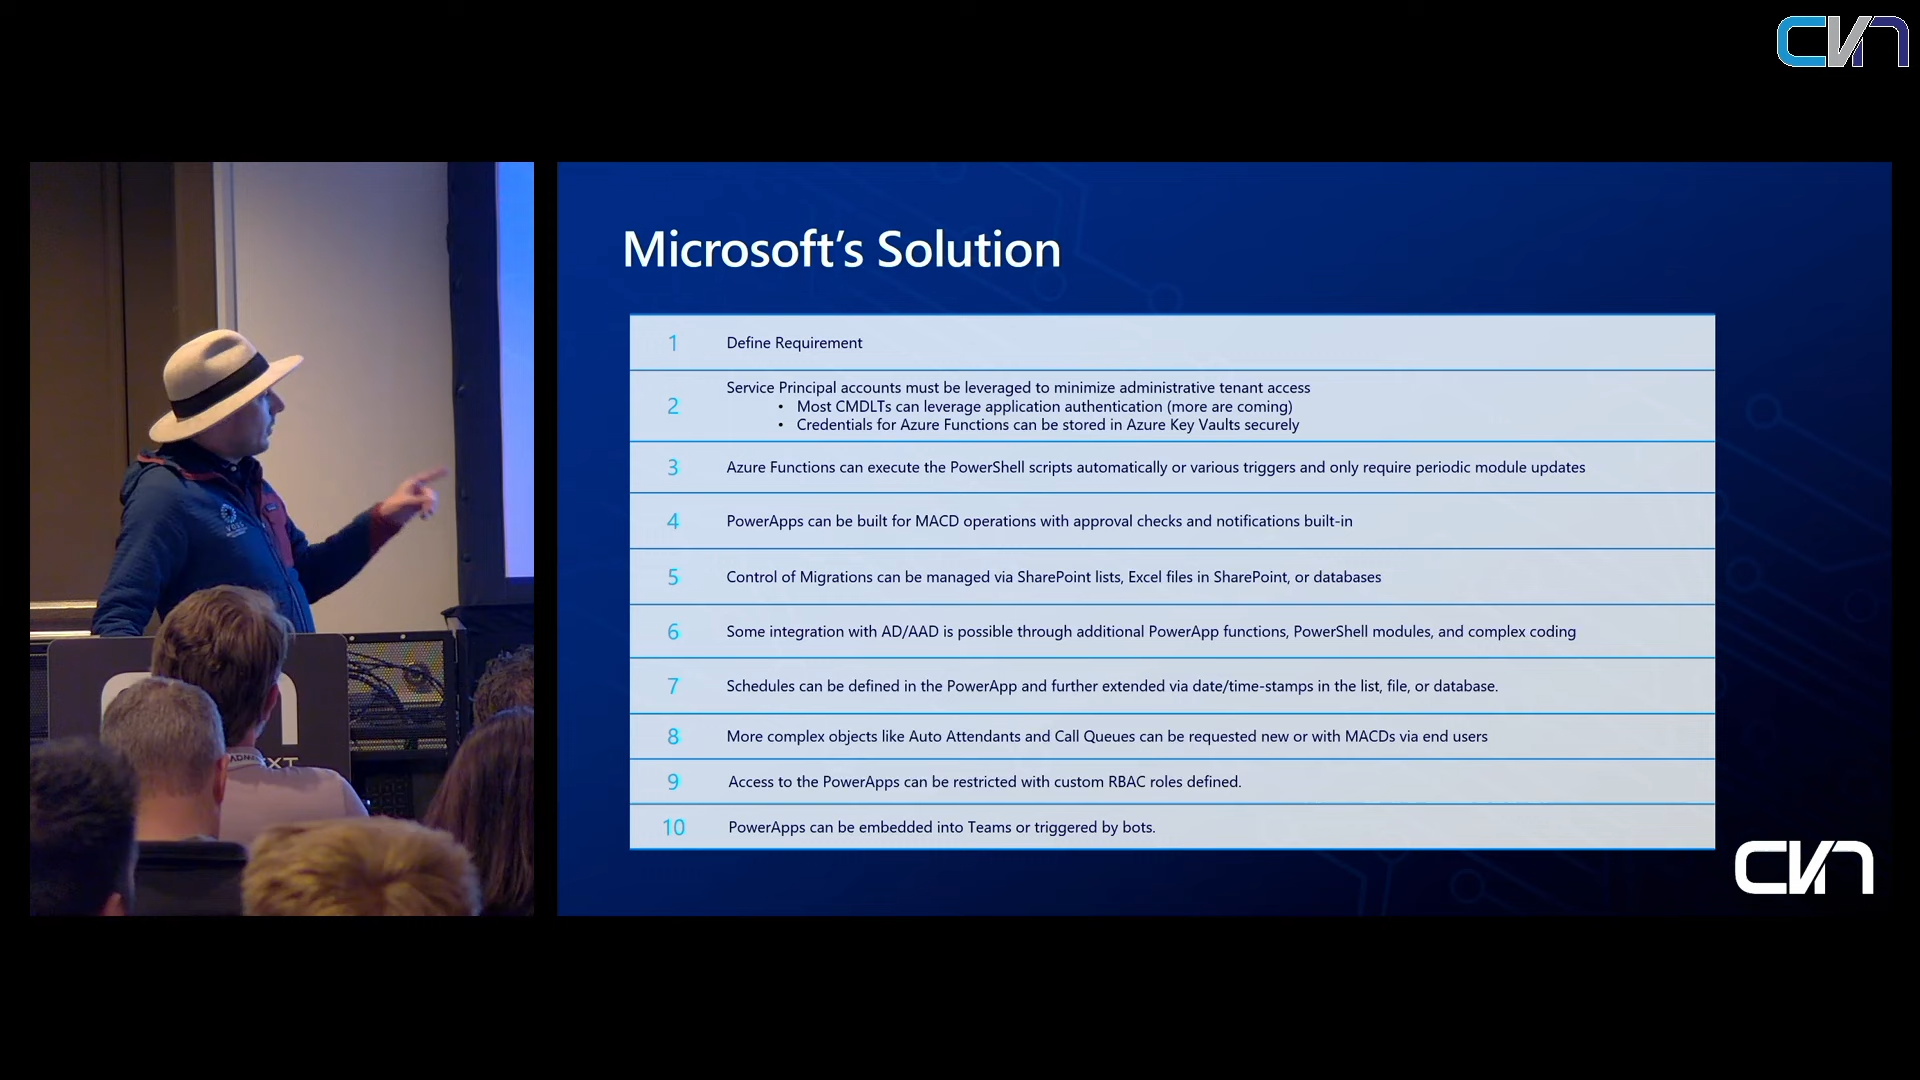 CVN
Microsoft's Solution
1 Define Requirement
2 Service Principal accounts must be leveraged to minimize administrative tenant access
• Most CMDLTs can leverage application authentication (more are coming)
• Credentials for Azure Functions can be stored in Azure Key Vaults securely
3 Azure Functions can execute the PowerShell scripts automatically or various triggers and only require periodic module updates
4 PowerApps can be built for MACD operations with approval checks and notifications built-in
5 Control of Migrations can be managed via SharePoint lists, Excel files in SharePoint, or databases
6 Some integration with AD/AAD is possible through additional PowerApp functions, PowerShell modules, and complex coding
7 Schedules can be defined in the PowerApp and further extended via date/time-stamps in the list, file, or database.
8 More complex objects like Auto Attendants and Call Queues can be requested new or with MACDs via end users
9 Access to the PowerApps can be restricted with custom RBAC roles defined.
10 PowerApps can be embedded into Teams or triggered by bots.
CVN